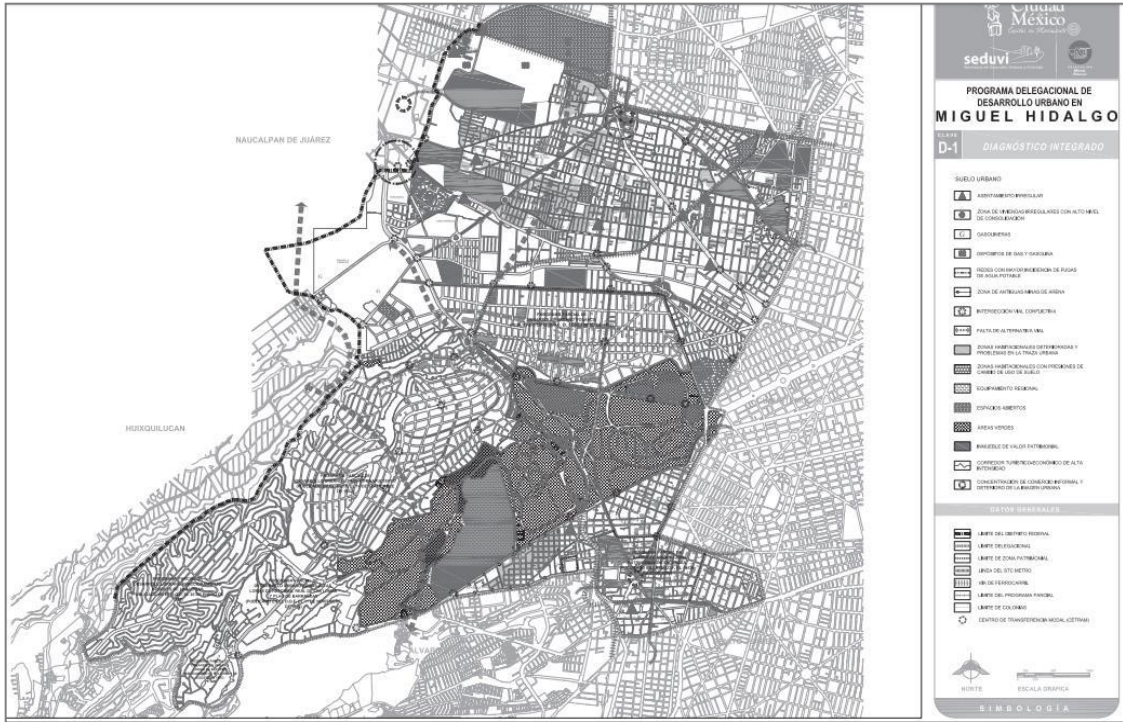 NAUCALPAN DE JUÁREZ
HUIXQUILUCAN
Ciudad
México
Capital en Movimiento
seduvi
PROGRAMA DELEGACIONAL DE
DESARROLLO URBANO EN
MIGUEL HIDALGO
CLAVE
D-1
DIAGNÓSTICO INTEGRADO
SUELO URBANO
ASENTAMIENTO IRREGULAR
ZONA DE VIVIENDAS IRREGULARES CON ALTO NIVEL
DE CONSOLIDACIÓN
G
GASOLINERAS
DEPÓSITOS DE GAS Y GASOLINA
REDES CON MAYOR INCIDENCIA DE FUGAS
DE AGUA POTABLE
ZONA DE ANTIGUAS MINAS DE ARENA
INTERSECCIÓN VIAL CONFLICTIVA
FALTA DE ALTERNATIVA VIAL
ZONAS HABITACIONALES DETERIORADAS Y
PROBLEMAS EN LA TRAZA URBANA
ZONAS HABITACIONALES CON PRESIONES DE
CAMBIO DE USO DE SUELO
EQUIPAMIENTO REGIONAL
ESPACIOS ABIERTOS
ÁREAS VERDES
INMUEBLE DE VALOR PATRIMONIAL
CORREDOR TURÍSTICO/ECONÓMICO DE ALTA
INTENSIDAD
CONCENTRACIÓN DE COMERCIO INFORMAL Y
DETERIORO DE LA IMAGEN URBANA
DATOS GENERALES
LÍMITE DEL DISTRITO FEDERAL
LÍMITE DELEGACIONAL
LÍMITE DE ZONA PATRIMONIAL
LÍNEA DEL STC METRO
VÍA DE FERROCARRIL
LÍMITE DEL PROGRAMA PARCIAL
LÍMITE DE COLONIAS
CENTRO DE TRANSFERENCIA MODAL (CETRAM)
NORTE
ESCALA GRÁFICA
SIMBOLOGÍA